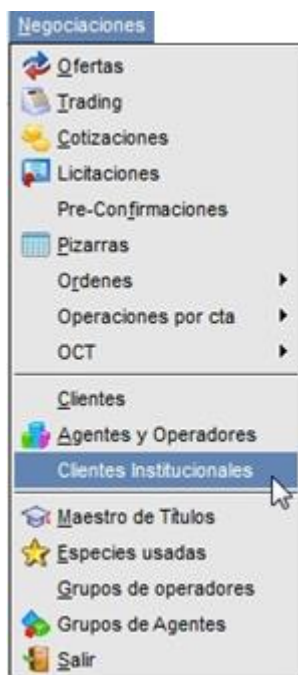 Negociaciones
Ofertas
Trading
Cotizaciones
Licitaciones
Pre-Confirmaciones
Pizarras
Ordenes
Operaciones por cta
OCT
Clientes
Agentes y Operadores
Clientes Institucionales
Maestro de Títulos
Especies usadas
Grupos de operadores
Grupos de Agentes
Salir